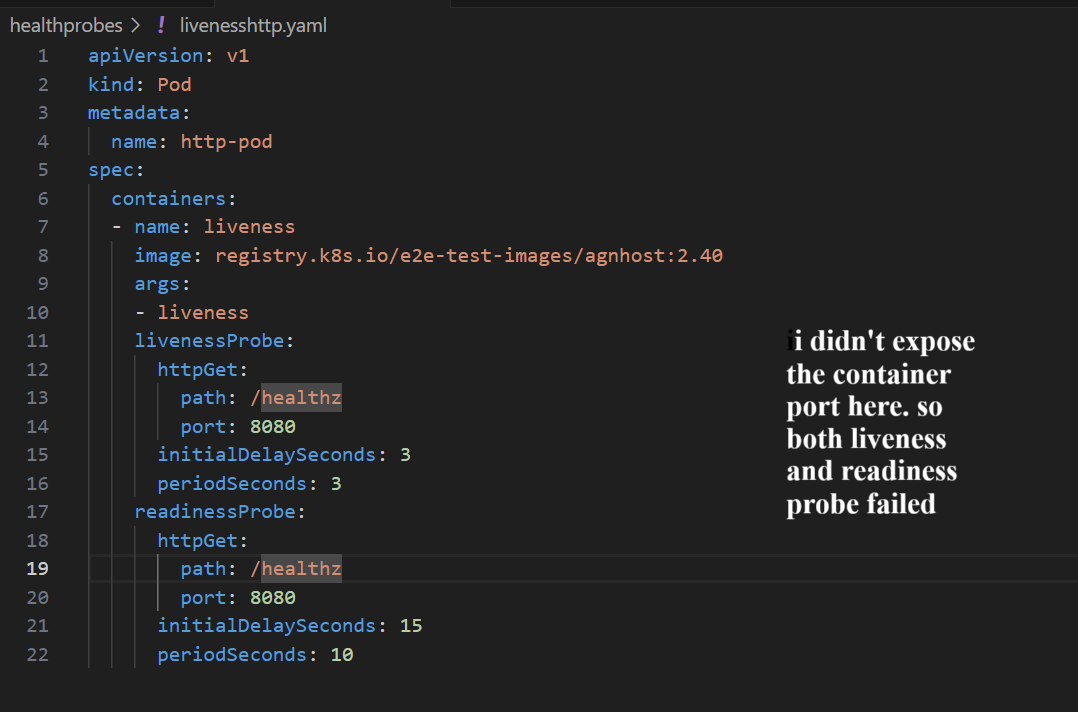 healthprobes > ! livenesshttp.yaml
1 apiVersion: v1
2 kind: Pod
3 metadata:
4   name: http-pod
5 spec:
6   containers:
7   - name: liveness
8     image: registry.k8s.io/e2e-test-images/agnhost:2.40
9     args:
10     - liveness
11     livenessProbe:
12       httpGet:
13         path: /healthz
14         port: 8080
15       initialDelaySeconds: 3
16       periodSeconds: 3
17     readinessProbe:
18       httpGet:
19         path: /healthz
20         port: 8080
21       initialDelaySeconds: 15
22       periodSeconds: 10
ii didn't expose
the container
port here. so
both liveness
and readiness
probe failed